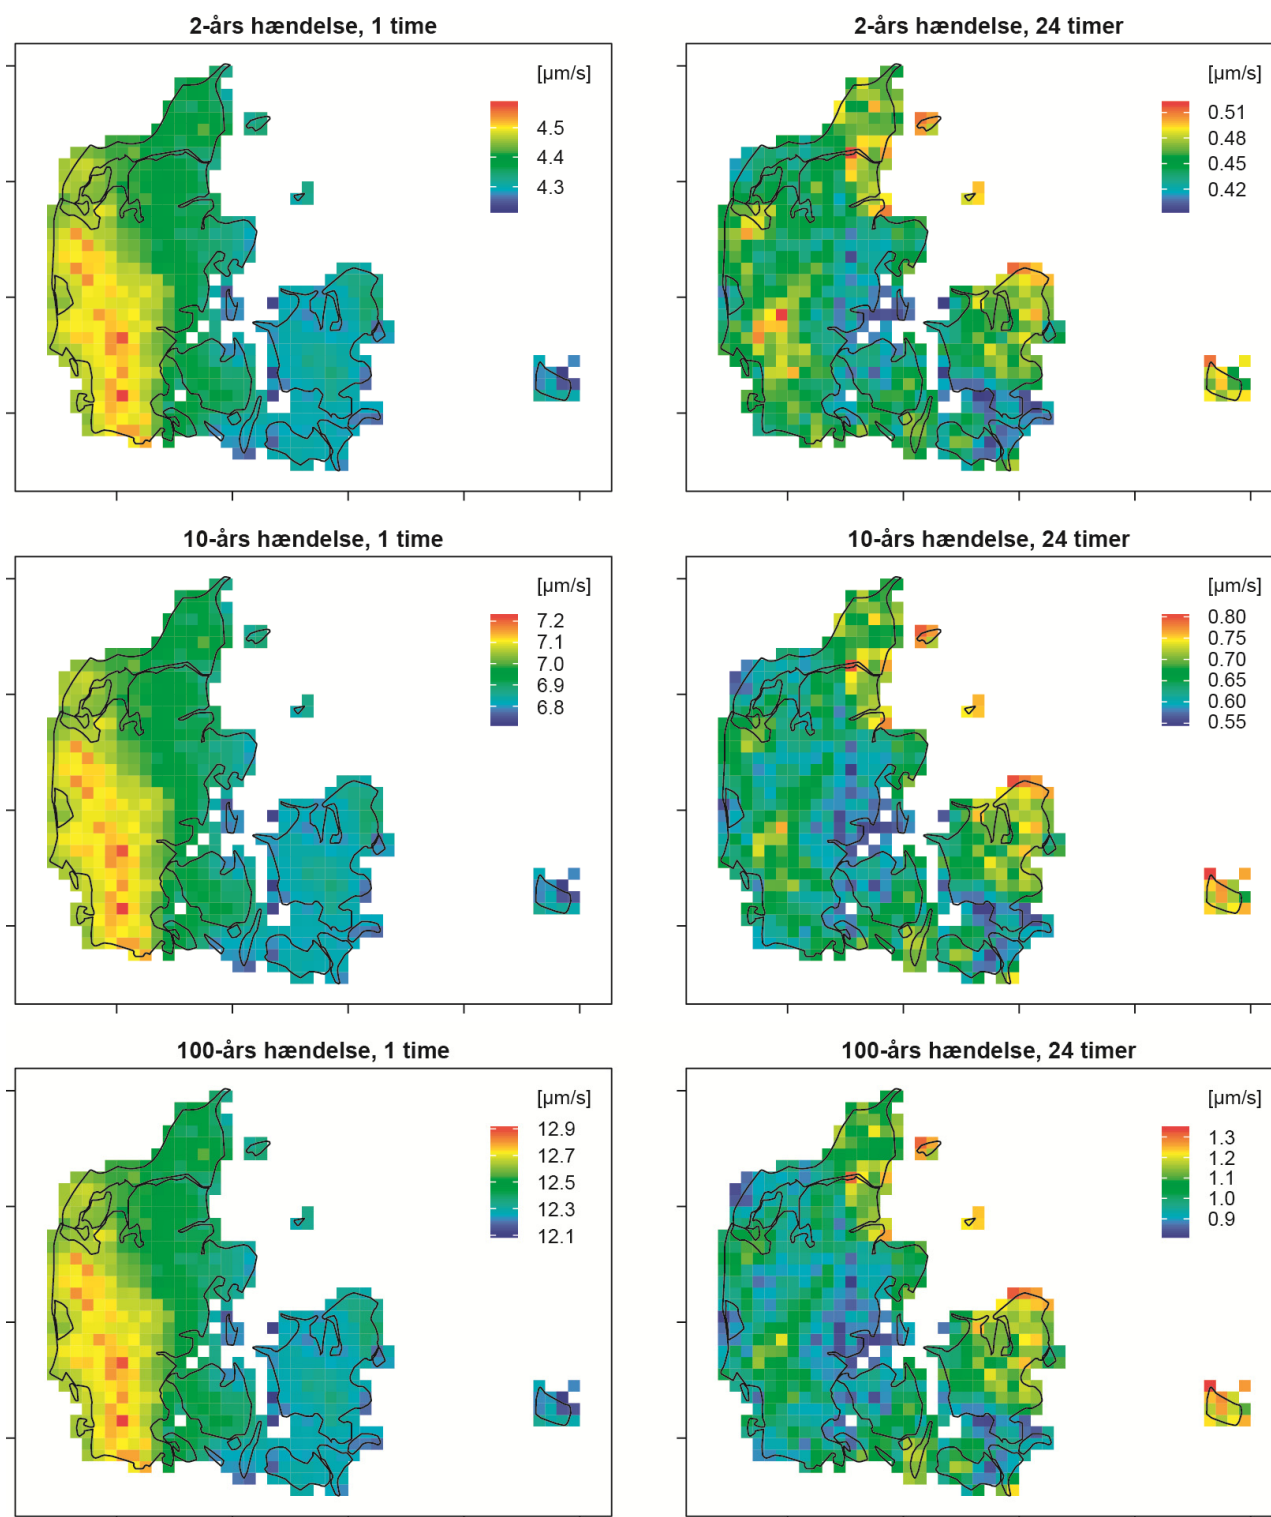 2-års hændelse, 1 time
[µm/s]
4.5
4.4
4.3
2-års hændelse, 24 timer
[µm/s]
0.51
0.48
0.45
0.42
10-års hændelse, 1 time
[µm/s]
7.2
7.1
7.0
6.9
6.8
10-års hændelse, 24 timer
[µm/s]
0.80
0.75
0.70
0.65
0.60
0.55
100-års hændelse, 1 time
[µm/s]
12.9
12.7
12.5
12.3
12.1
100-års hændelse, 24 timer
[µm/s]
1.3
1.2
1.1
1.0
0.9